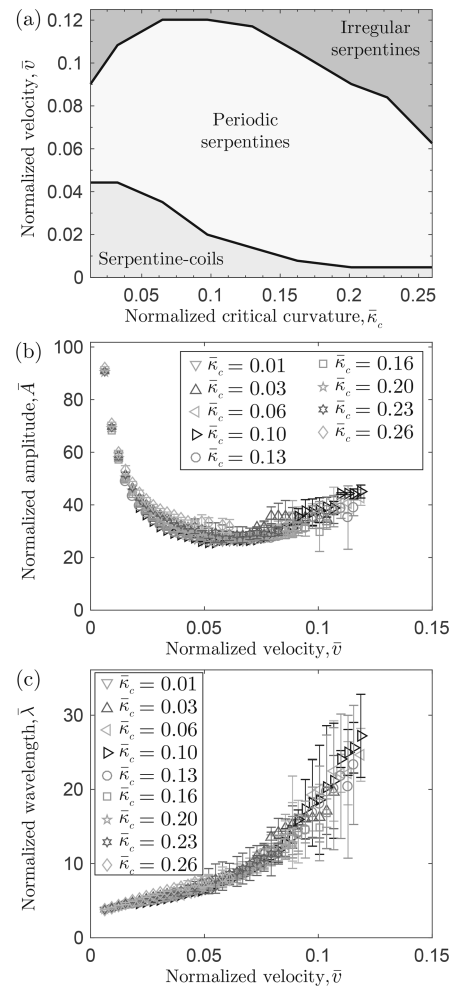 (a)
0.12
0.1
0.08
0.06
0.04
0.02
0
Normalized velocity, v̄
Irregular
serpentines
Periodic
serpentines
Serpentine-coils
0.05 0.1 0.15 0.2 0.25
Normalized critical curvature, κ̄c
(b)
100
80
60
40
20
0
Normalized amplitude, Ā
κ̄c = 0.01
κ̄c = 0.03
κ̄c = 0.06
κ̄c = 0.10
κ̄c = 0.13
κ̄c = 0.16
κ̄c = 0.20
κ̄c = 0.23
κ̄c = 0.26
0 0.05 0.1 0.15
Normalized velocity, v̄
(c)
30
20
10
0
Normalized wavelength, λ̄
κ̄c = 0.01
κ̄c = 0.03
κ̄c = 0.06
κ̄c = 0.10
κ̄c = 0.13
κ̄c = 0.16
κ̄c = 0.20
κ̄c = 0.23
κ̄c = 0.26
0 0.05 0.1 0.15
Normalized velocity, v̄